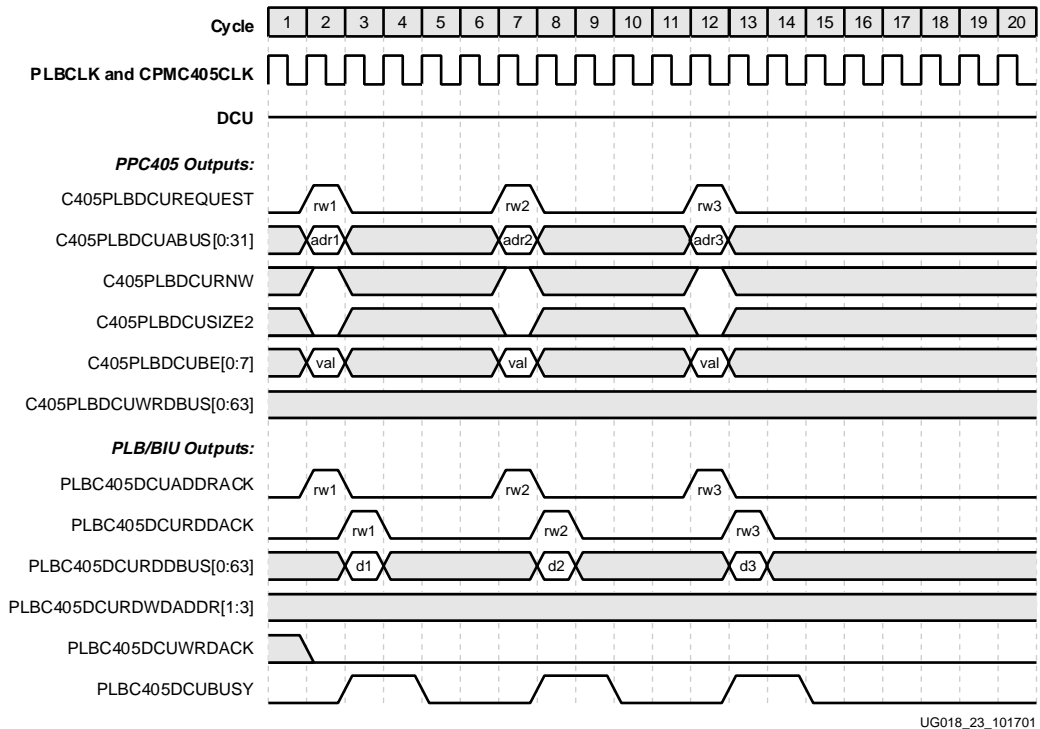 Cycle 1 2 3 4 5 6 7 8 9 10 11 12 13 14 15 16 17 18 19 20
PLBCLK and CPMC405CLK
DCU
PPC405 Outputs:
C405PLBDCUREQUEST rw1 rw2 rw3
C405PLBDCUABUS[0:31] adr1 adr2 adr3
C405PLBDCURNW
C405PLBDCUSIZE2
C405PLBDCUBE[0:7] val val val
C405PLBDCUWRDBUS[0:63]
PLB/BIU Outputs:
PLBC405DCUADDRACK rw1 rw2 rw3
PLBC405DCURDDACK rw1 rw2 rw3
PLBC405DCURDDBUS[0:63] d1 d2 d3
PLBC405DCURDWDADDR[1:3]
PLBC405DCUWRDACK
PLBC405DCUBUSY
UG018_23_101701